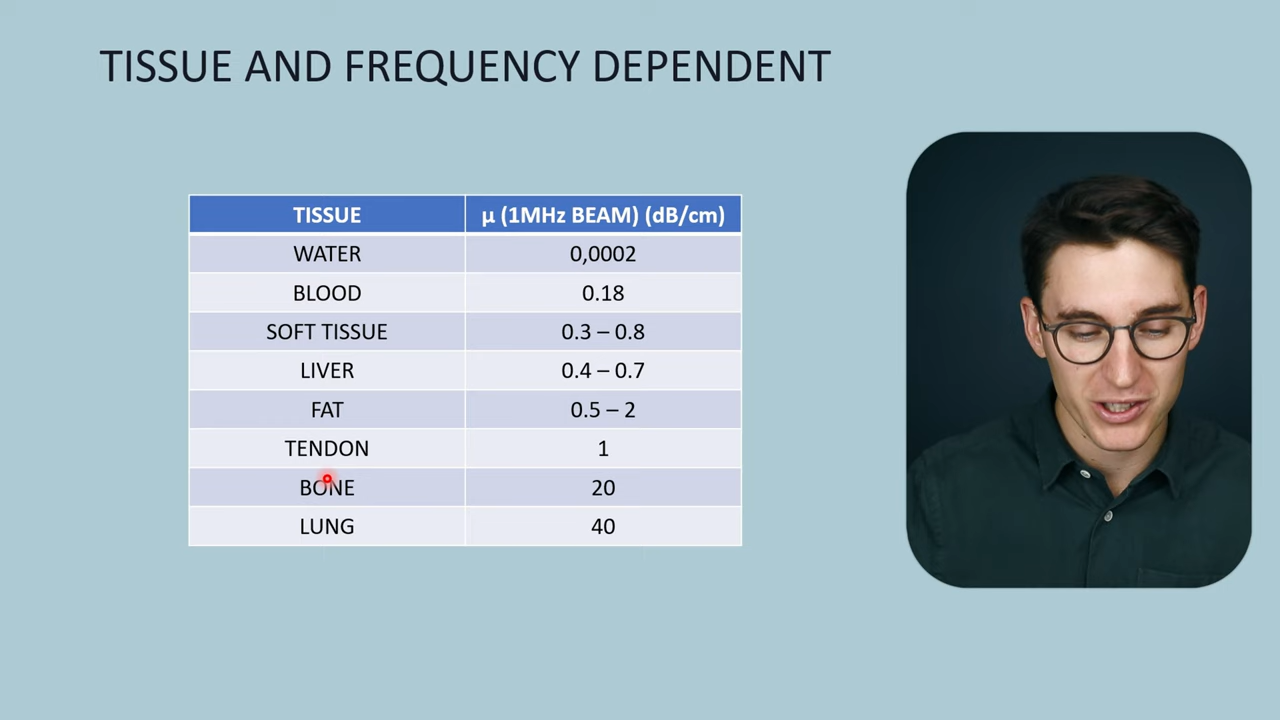 TISSUE AND FREQUENCY DEPENDENT
TISSUE µ (1MHz BEAM) (dB/cm)
WATER 0,0002
BLOOD 0.18
SOFT TISSUE 0.3 – 0.8
LIVER 0.4 – 0.7
FAT 0.5 – 2
TENDON 1
BONE 20
LUNG 40